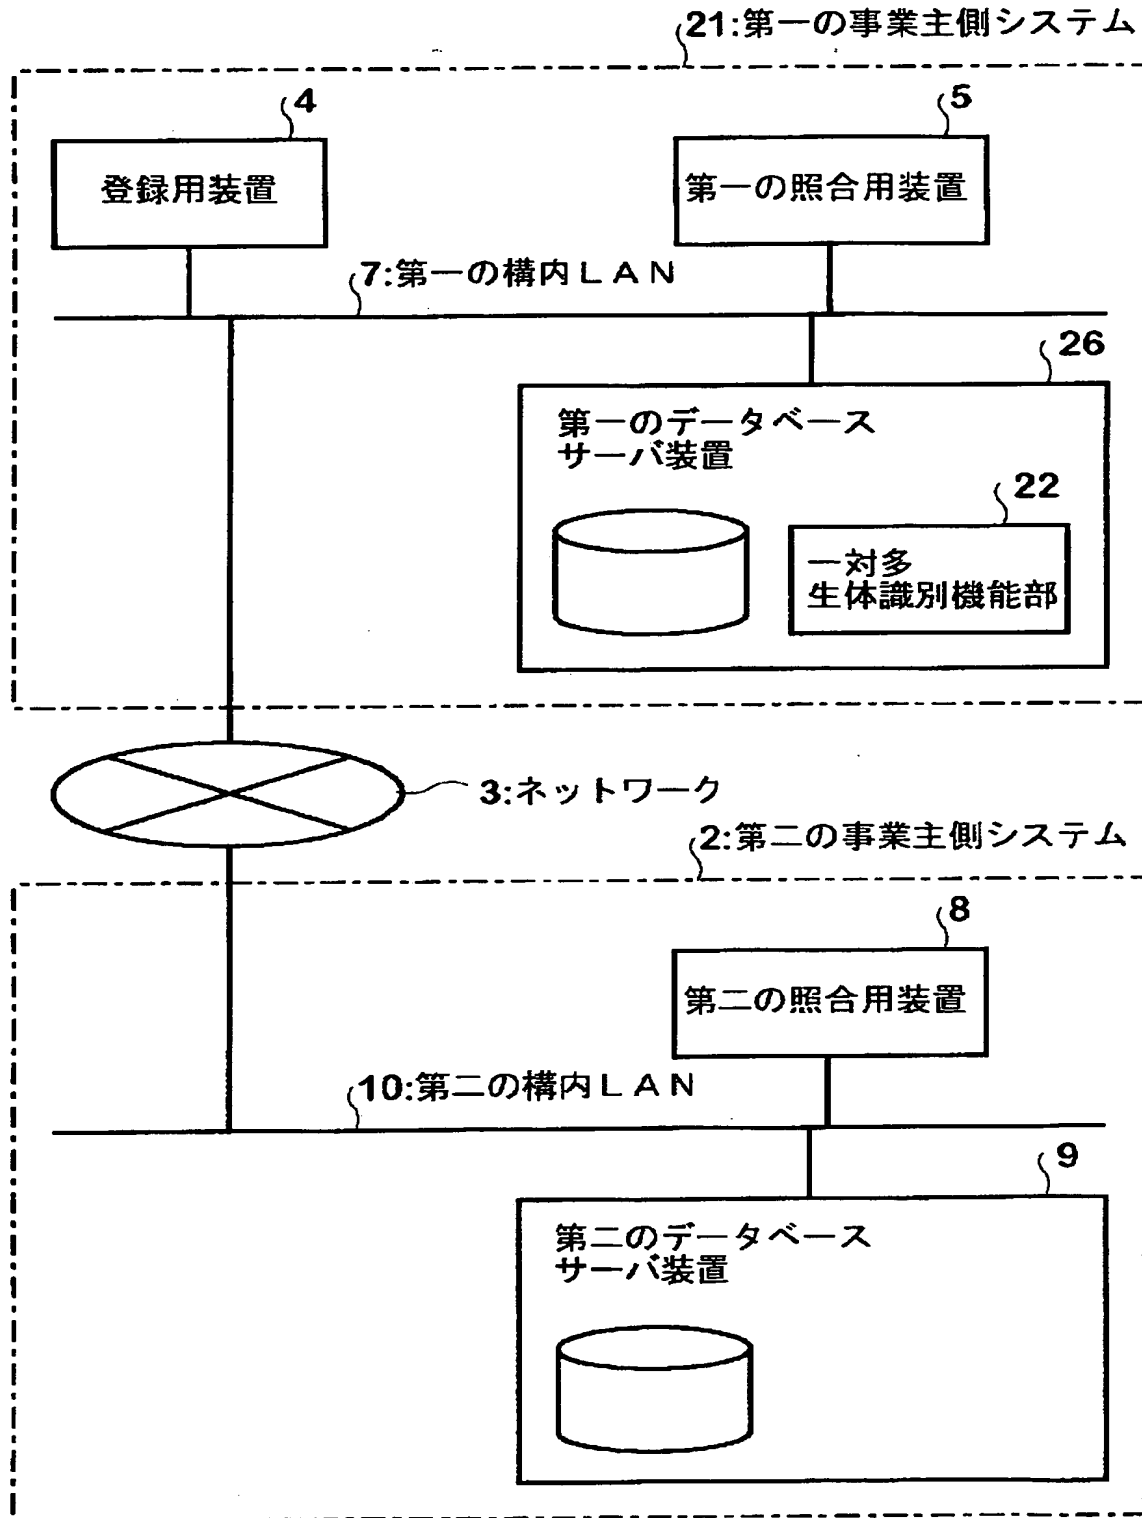 21:第一の事業主側システム
4
5
登録用装置
第一の照合用装置
7:第一の構内LAN
26
第一のデータベース
サーバ装置
22
一対多
生体識別機能部
3:ネットワーク
2:第二の事業主側システム
8
第二の照合用装置
10:第二の構内LAN
9
第二のデータベース
サーバ装置